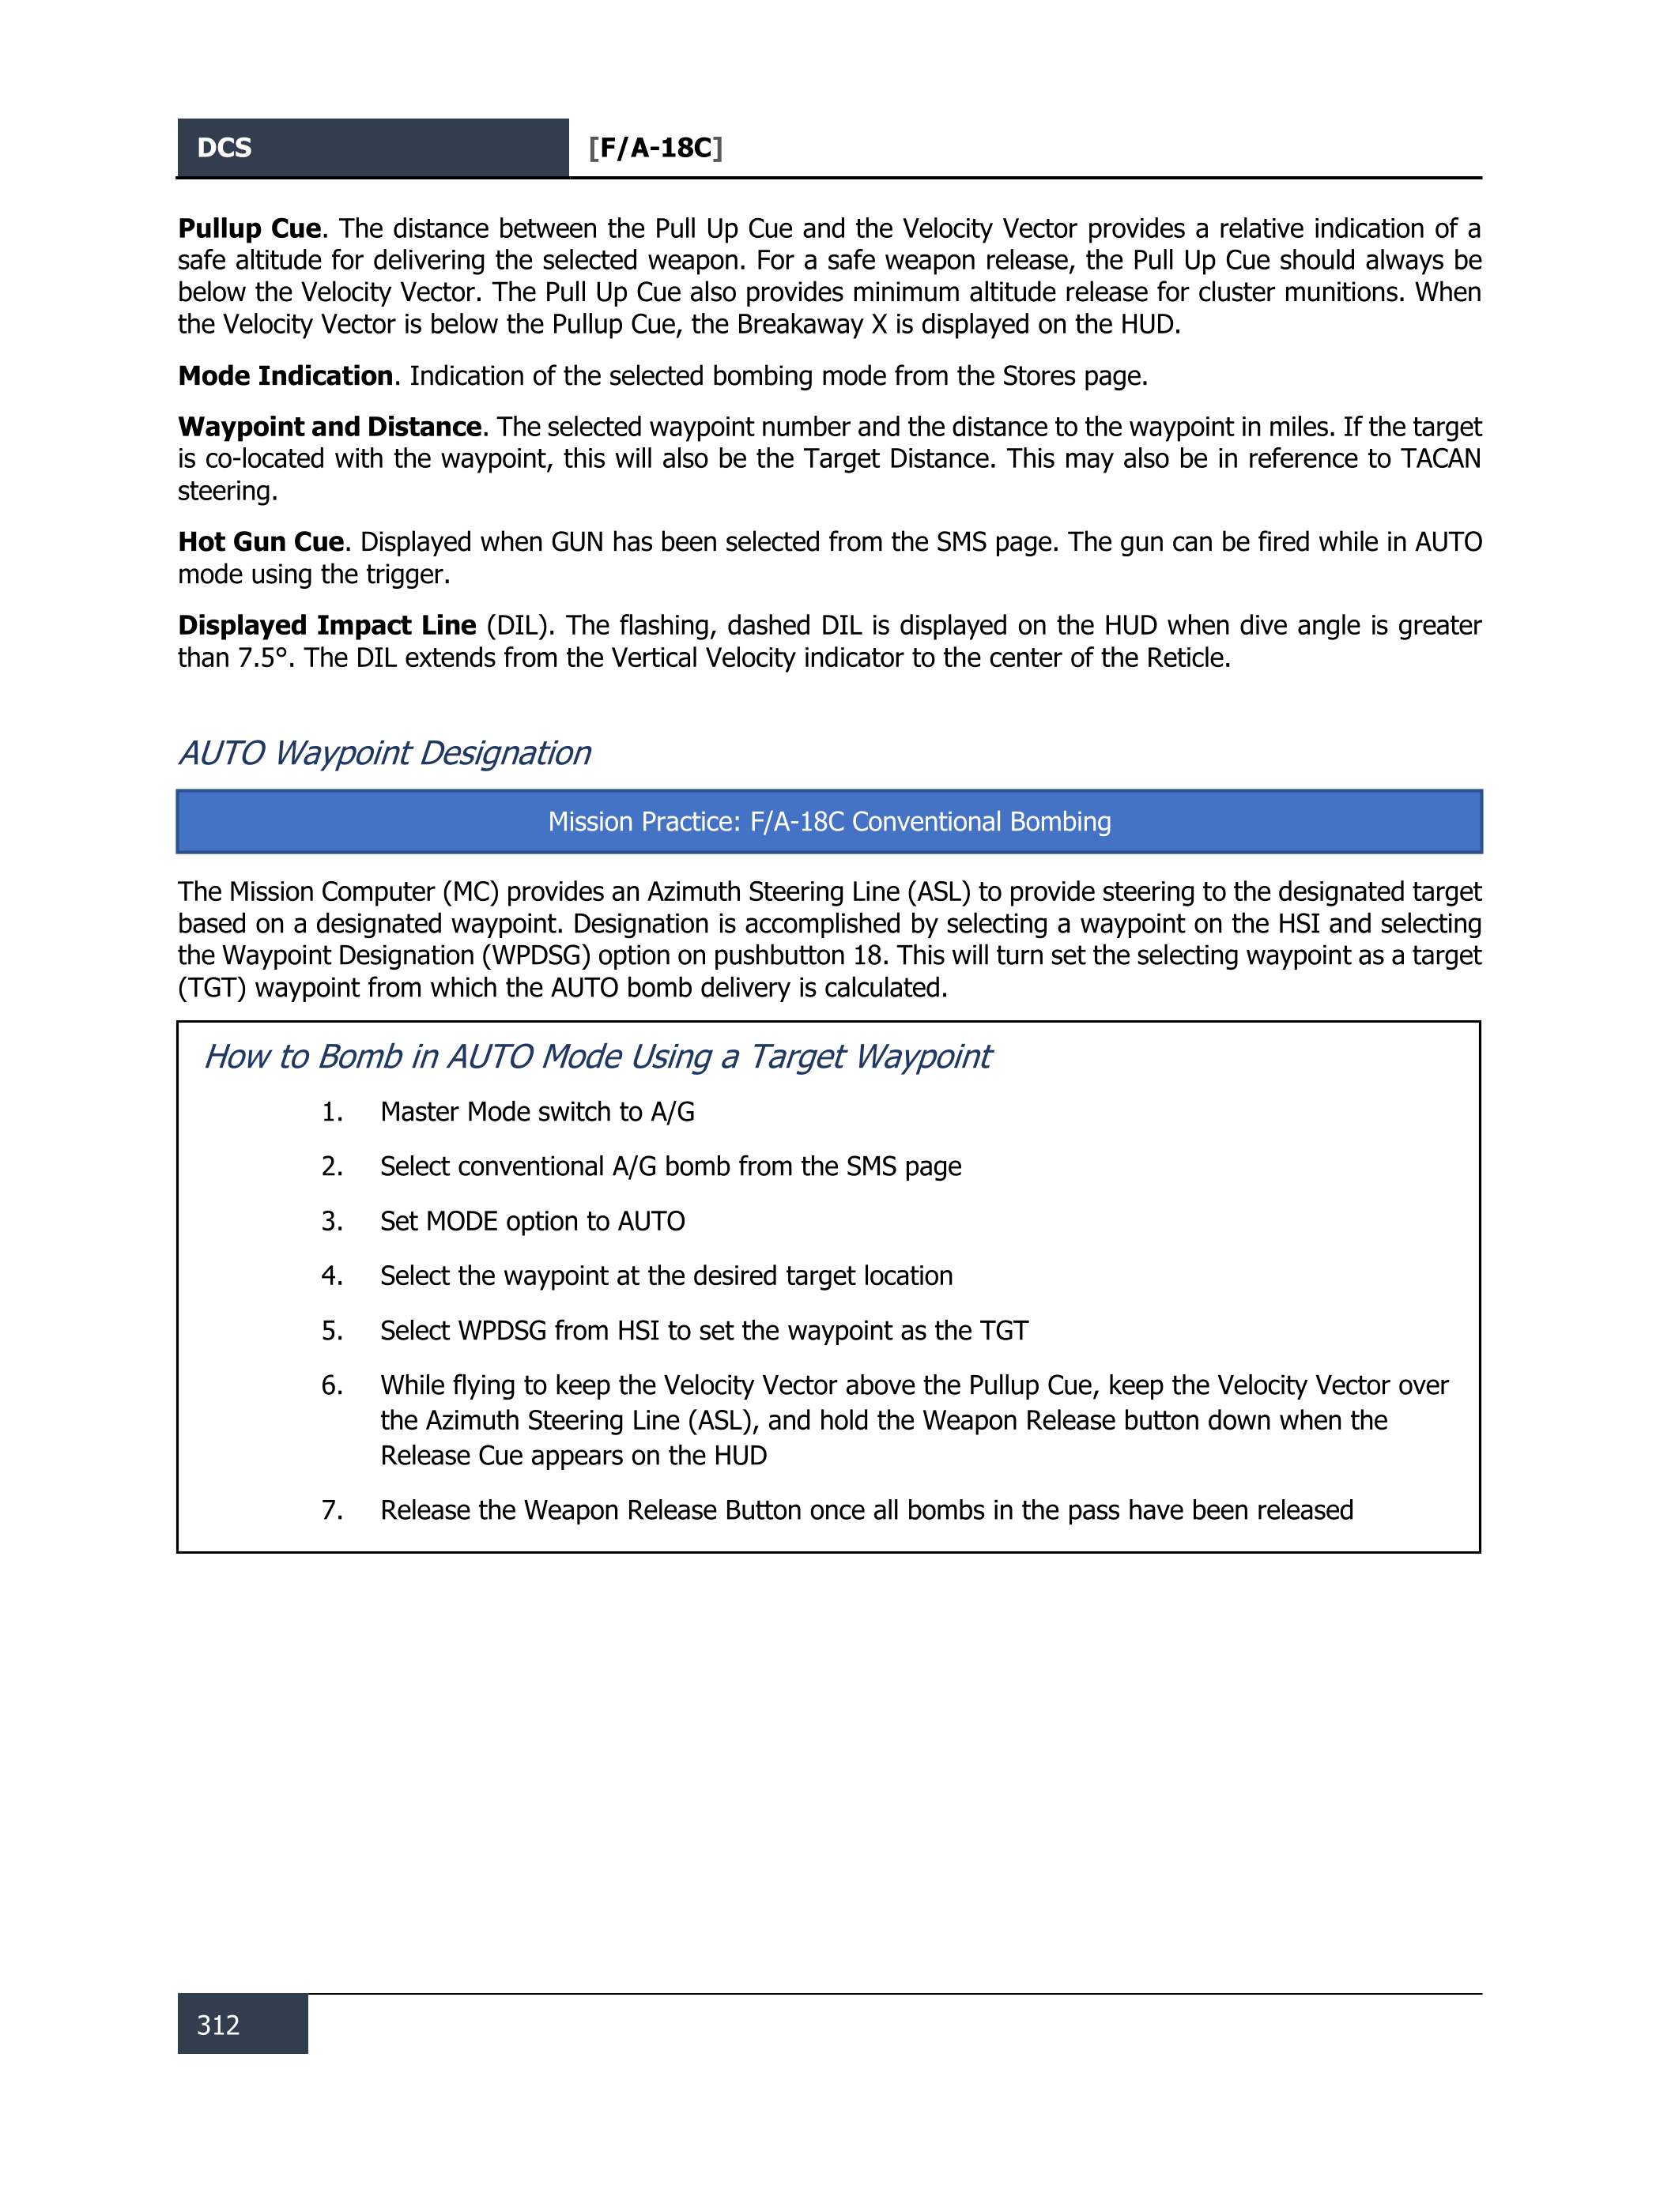 DCS [F/A-18C]
Pullup Cue. The distance between the Pull Up Cue and the Velocity Vector provides a relative indication of a
safe altitude for delivering the selected weapon. For a safe weapon release, the Pull Up Cue should always be
below the Velocity Vector. The Pull Up Cue also provides minimum altitude release for cluster munitions. When
the Velocity Vector is below the Pullup Cue, the Breakaway X is displayed on the HUD.
Mode Indication. Indication of the selected bombing mode from the Stores page.
Waypoint and Distance. The selected waypoint number and the distance to the waypoint in miles. If the target
is co-located with the waypoint, this will also be the Target Distance. This may also be in reference to TACAN
steering.
Hot Gun Cue. Displayed when GUN has been selected from the SMS page. The gun can be fired while in AUTO
mode using the trigger.
Displayed Impact Line (DIL). The flashing, dashed DIL is displayed on the HUD when dive angle is greater
than 7.5°. The DIL extends from the Vertical Velocity indicator to the center of the Reticle.
AUTO Waypoint Designation
Mission Practice: F/A-18C Conventional Bombing
The Mission Computer (MC) provides an Azimuth Steering Line (ASL) to provide steering to the designated target
based on a designated waypoint. Designation is accomplished by selecting a waypoint on the HSI and selecting
the Waypoint Designation (WPDSG) option on pushbutton 18. This will turn set the selecting waypoint as a target
(TGT) waypoint from which the AUTO bomb delivery is calculated.
How to Bomb in AUTO Mode Using a Target Waypoint
1. Master Mode switch to A/G
2. Select conventional A/G bomb from the SMS page
3. Set MODE option to AUTO
4. Select the waypoint at the desired target location
5. Select WPDSG from HSI to set the waypoint as the TGT
6. While flying to keep the Velocity Vector above the Pullup Cue, keep the Velocity Vector over
the Azimuth Steering Line (ASL), and hold the Weapon Release button down when the
Release Cue appears on the HUD
7. Release the Weapon Release Button once all bombs in the pass have been released
312